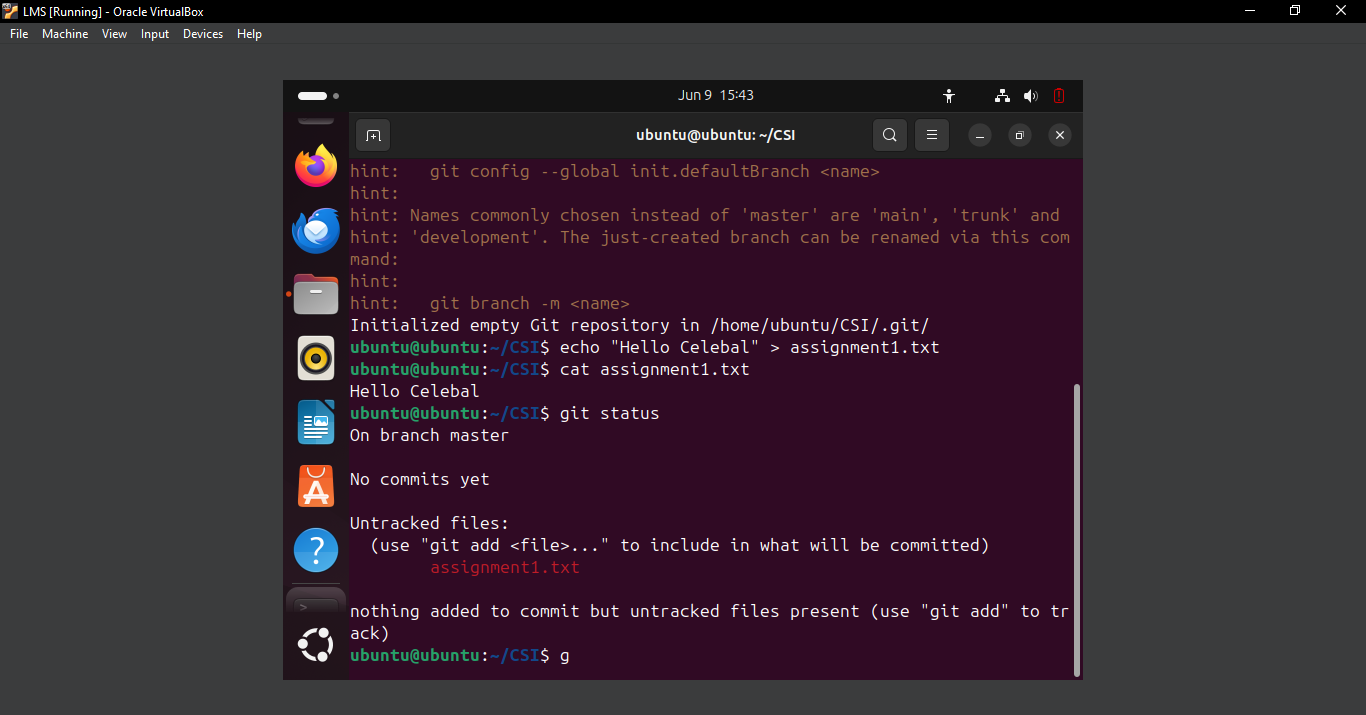 LMS [Running] - Oracle VirtualBox
File Machine View Input Devices Help
Jun 9 15:43
ubuntu@ubuntu: ~/CSI
hint:   git config --global init.defaultBranch <name>
hint:
hint: Names commonly chosen instead of 'master' are 'main', 'trunk' and
hint: 'development'. The just-created branch can be renamed via this com
mand:
hint:
hint:   git branch -m <name>
Initialized empty Git repository in /home/ubuntu/CSI/.git/
ubuntu@ubuntu:~/CSI$ echo "Hello Celebal" > assignment1.txt
ubuntu@ubuntu:~/CSI$ cat assignment1.txt
Hello Celebal
ubuntu@ubuntu:~/CSI$ git status
On branch master
No commits yet
Untracked files:
  (use "git add <file>..." to include in what will be committed)
        assignment1.txt
nothing added to commit but untracked files present (use "git add" to tr
ack)
ubuntu@ubuntu:~/CSI$ g